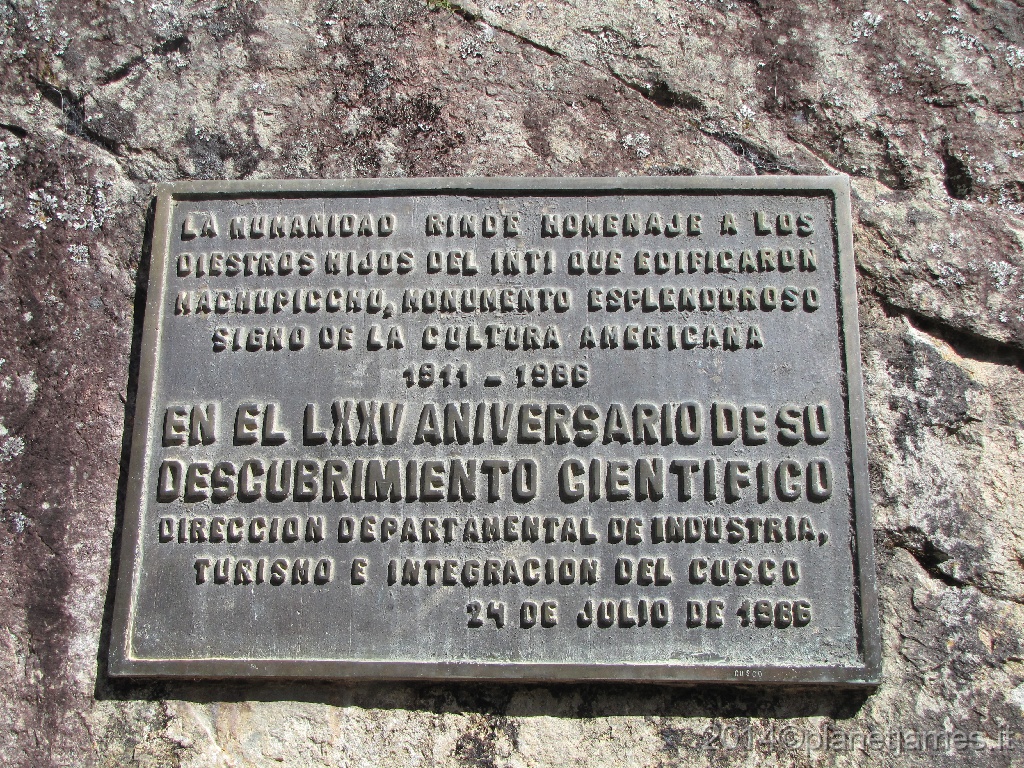 LA HUMANIDAD RINDE HOMENAJE A LOS
DIESTROS HIJOS DEL INTI QUE EDIFICARON
MACHUPICCHU, MONUMENTO ESPLENDOROSO
SIGNO DE LA CULTURA AMERICANA
1911 - 1986
EN EL LXXV ANIVERSARIO DE SU
DESCUBRIMIENTO CIENTIFICO
DIRECCION DEPARTAMENTAL DE INDUSTRIA,
TURISMO E INTEGRACION DEL CUSCO
24 DE JULIO DE 1986
CUSCO
2014©planetjames.it